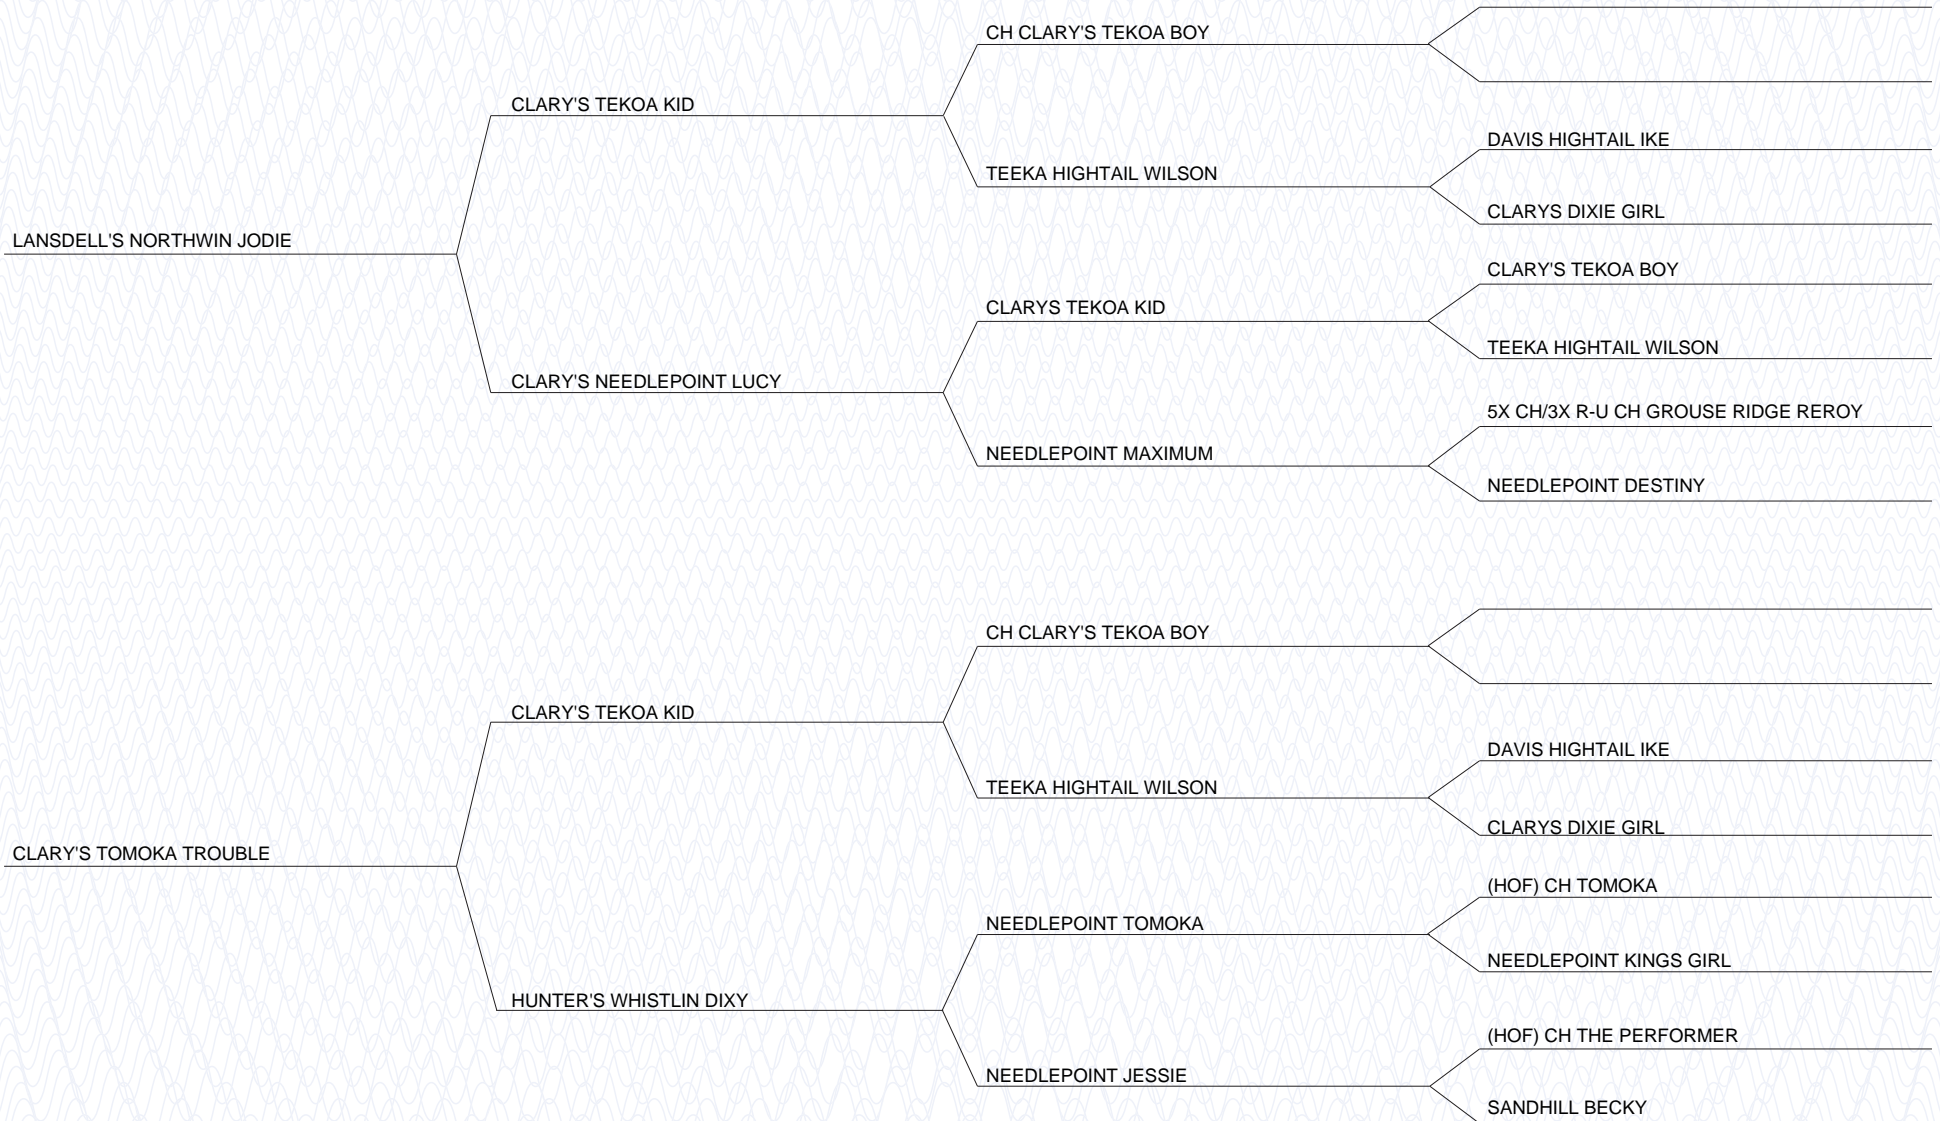 CH CLARY'S TEKOA BOY
CLARY'S TEKOA KID
DAVIS HIGHTAIL IKE
TEEKA HIGHTAIL WILSON
CLARYS DIXIE GIRL
LANSDELL'S NORTHWIN JODIE
CLARY'S TEKOA BOY
CLARYS TEKOA KID
TEEKA HIGHTAIL WILSON
CLARY'S NEEDLEPOINT LUCY
5X CH/3X R-U CH GROUSE RIDGE REROY
NEEDLEPOINT MAXIMUM
NEEDLEPOINT DESTINY
CH CLARY'S TEKOA BOY
CLARY'S TEKOA KID
DAVIS HIGHTAIL IKE
TEEKA HIGHTAIL WILSON
CLARYS DIXIE GIRL
CLARY'S TOMOKA TROUBLE
(HOF) CH TOMOKA
NEEDLEPOINT TOMOKA
NEEDLEPOINT KINGS GIRL
HUNTER'S WHISTLIN DIXY
(HOF) CH THE PERFORMER
NEEDLEPOINT JESSIE
SANDHILL BECKY